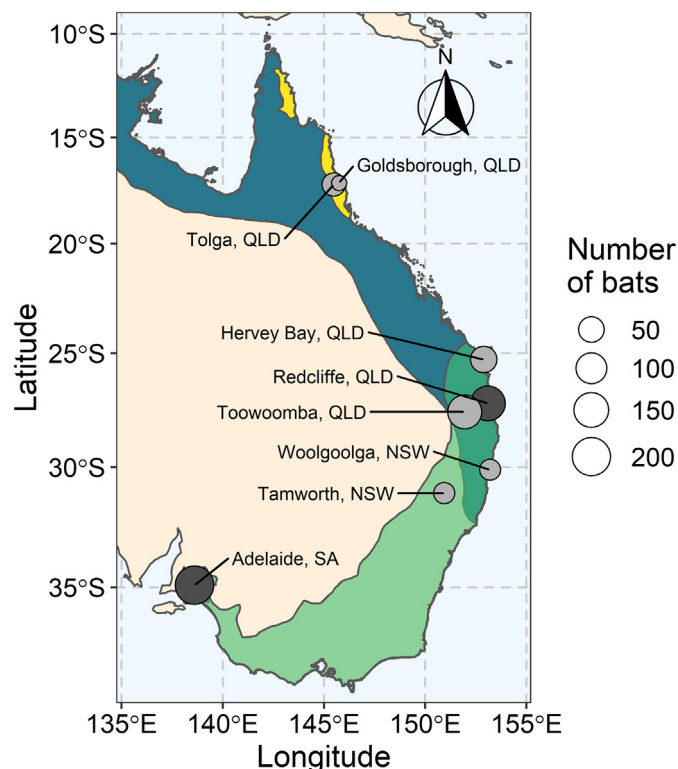 10°S
N
15°S
Goldsborough, QLD
Tolga, QLD
20°S
Number
of bats
50
100
150
200
Hervey Bay, QLD
25°S
Redcliffe, QLD
Toowoomba, QLD
Woolgoolga, NSW
30°S
Tamworth, NSW
Adelaide, SA
35°S
Latitude
135°E 140°E 145°E 150°E 155°E
Longitude